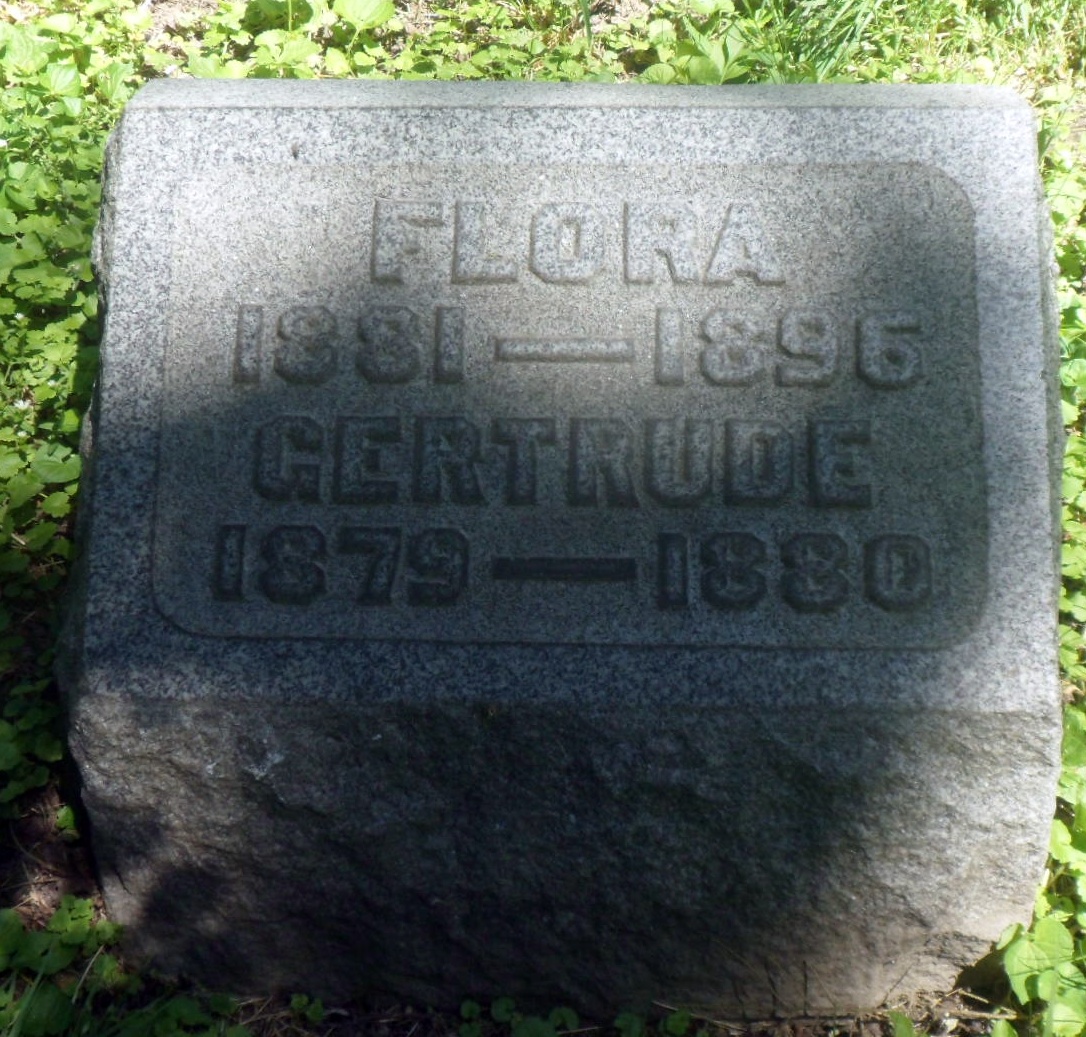 FLORA
1881 — 1896
GERTRUDE
1879 — 1880